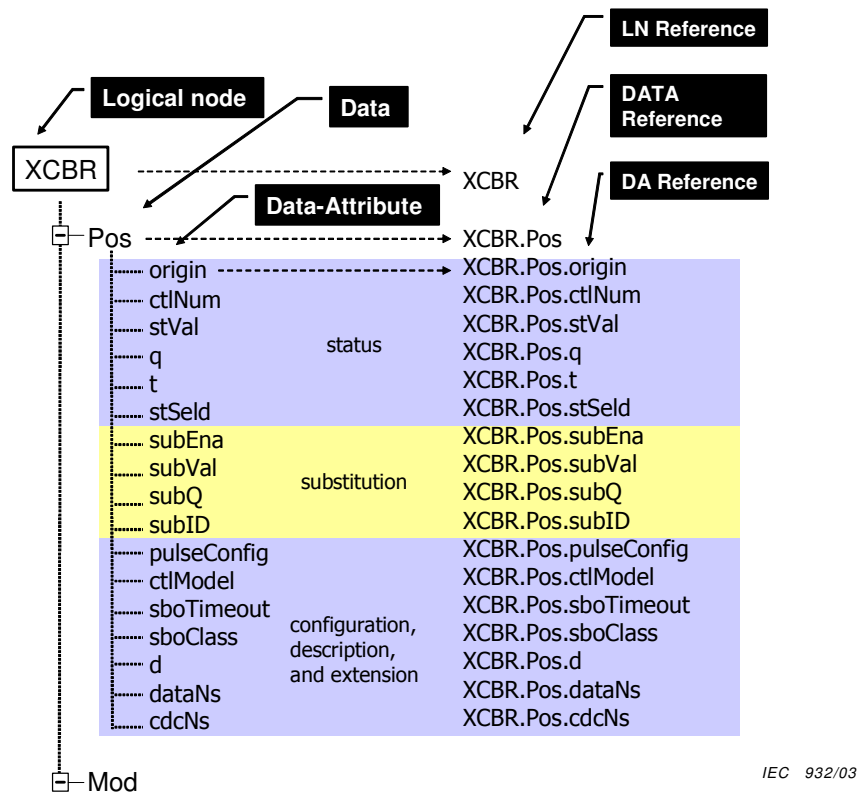 LN Reference
Logical node
Data
DATA
Reference
XCBR
XCBR
DA Reference
Data-Attribute
Pos
XCBR.Pos
origin
XCBR.Pos.origin
ctlNum
XCBR.Pos.ctlNum
stVal
XCBR.Pos.stVal
status
q
XCBR.Pos.q
t
XCBR.Pos.t
stSeld
XCBR.Pos.stSeld
subEna
XCBR.Pos.subEna
subVal
XCBR.Pos.subVal
substitution
subQ
XCBR.Pos.subQ
subID
XCBR.Pos.subID
pulseConfig
XCBR.Pos.pulseConfig
ctlModel
XCBR.Pos.ctlModel
sboTimeout
XCBR.Pos.sboTimeout
configuration,
description,
and extension
sboClass
XCBR.Pos.sboClass
d
XCBR.Pos.d
dataNs
XCBR.Pos.dataNs
cdcNs
XCBR.Pos.cdcNs
Mod
IEC 932/03